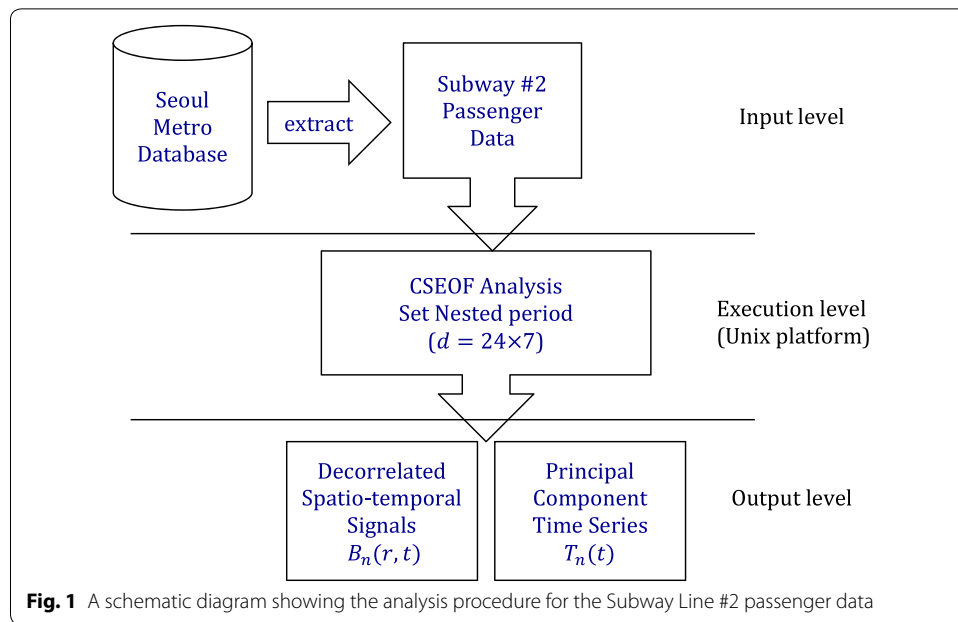 Seoul
Metro
Database
extract
Subway #2
Passenger
Data
Input level
CSEOF Analysis
Set Nested period
(d = 24×7)
Execution level
(Unix platform)
Decorrelated
Spatio-temporal
Signals
Bₙ(r, t)
Principal
Component
Time Series
Tₙ(t)
Output level
Fig. 1 A schematic diagram showing the analysis procedure for the Subway Line #2 passenger data